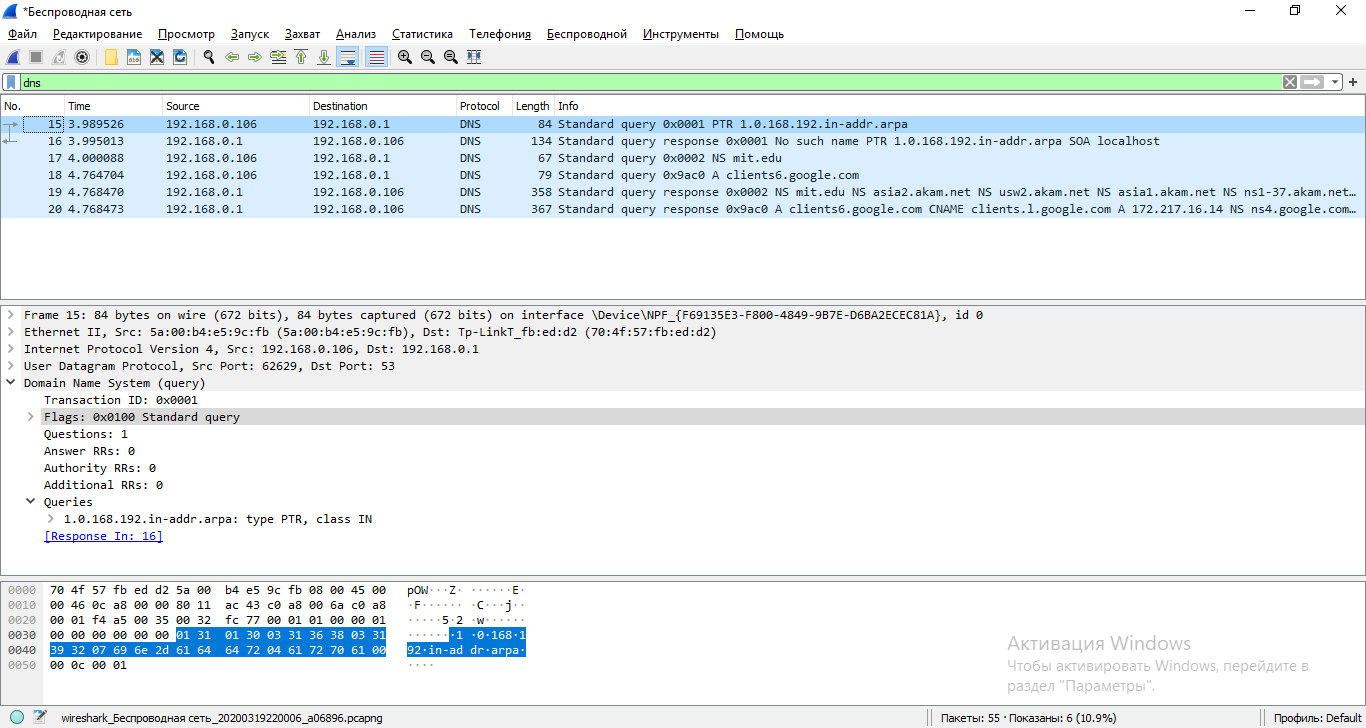 *Беспроводная сеть
Файл Редактирование Просмотр Запуск Захват Анализ Статистика Телефония Беспроводной Инструменты Помощь
dns
No. Time Source Destination Protocol Length Info
15 3.989526 192.168.0.106 192.168.0.1 DNS 84 Standard query 0x0001 PTR 1.0.168.192.in-addr.arpa
16 3.995013 192.168.0.1 192.168.0.106 DNS 134 Standard query response 0x0001 No such name PTR 1.0.168.192.in-addr.arpa SOA localhost
17 4.000088 192.168.0.106 192.168.0.1 DNS 67 Standard query 0x0002 NS mit.edu
18 4.764704 192.168.0.106 192.168.0.1 DNS 79 Standard query 0x9ac0 A clients6.google.com
19 4.768470 192.168.0.1 192.168.0.106 DNS 358 Standard query response 0x0002 NS mit.edu NS asia2.akam.net NS usw2.akam.net NS asia1.akam.net NS ns1-37.akam.net…
20 4.768473 192.168.0.1 192.168.0.106 DNS 367 Standard query response 0x9ac0 A clients6.google.com CNAME clients.l.google.com A 172.217.16.14 NS ns4.google.com…
Frame 15: 84 bytes on wire (672 bits), 84 bytes captured (672 bits) on interface \Device\NPF_{F69135E3-F800-4849-9B7E-D6BA2ECEC81A}, id 0
Ethernet II, Src: 5a:00:b4:e5:9c:fb (5a:00:b4:e5:9c:fb), Dst: Tp-LinkT_fb:ed:d2 (70:4f:57:fb:ed:d2)
Internet Protocol Version 4, Src: 192.168.0.106, Dst: 192.168.0.1
User Datagram Protocol, Src Port: 62629, Dst Port: 53
Domain Name System (query)
Transaction ID: 0x0001
Flags: 0x0100 Standard query
Questions: 1
Answer RRs: 0
Authority RRs: 0
Additional RRs: 0
Queries
1.0.168.192.in-addr.arpa: type PTR, class IN
[Response In: 16]
0000 70 4f 57 fb ed d2 5a 00 b4 e5 9c fb 08 00 45 00 pOW···Z· ······E·
0010 00 46 0c a8 00 00 80 11 ac 43 c0 a8 00 6a c0 a8 ·F······ ·C···j··
0020 00 01 f4 a5 00 35 00 32 fc 77 00 01 01 00 00 01 ·····5·2 ·w······
0030 00 00 00 00 00 00 01 31 01 30 03 31 36 38 03 31 ·······1 ·0·168·1
0040 39 32 07 69 6e 2d 61 64 64 72 04 61 72 70 61 00 92·in-ad dr·arpa·
0050 00 0c 00 01 ····
Активация Windows
Чтобы активировать Windows, перейдите в
раздел "Параметры".
wireshark_Беспроводная сеть_20200319220006_a06896.pcapng Пакеты: 55 · Показаны: 6 (10.9%) Профиль: Default